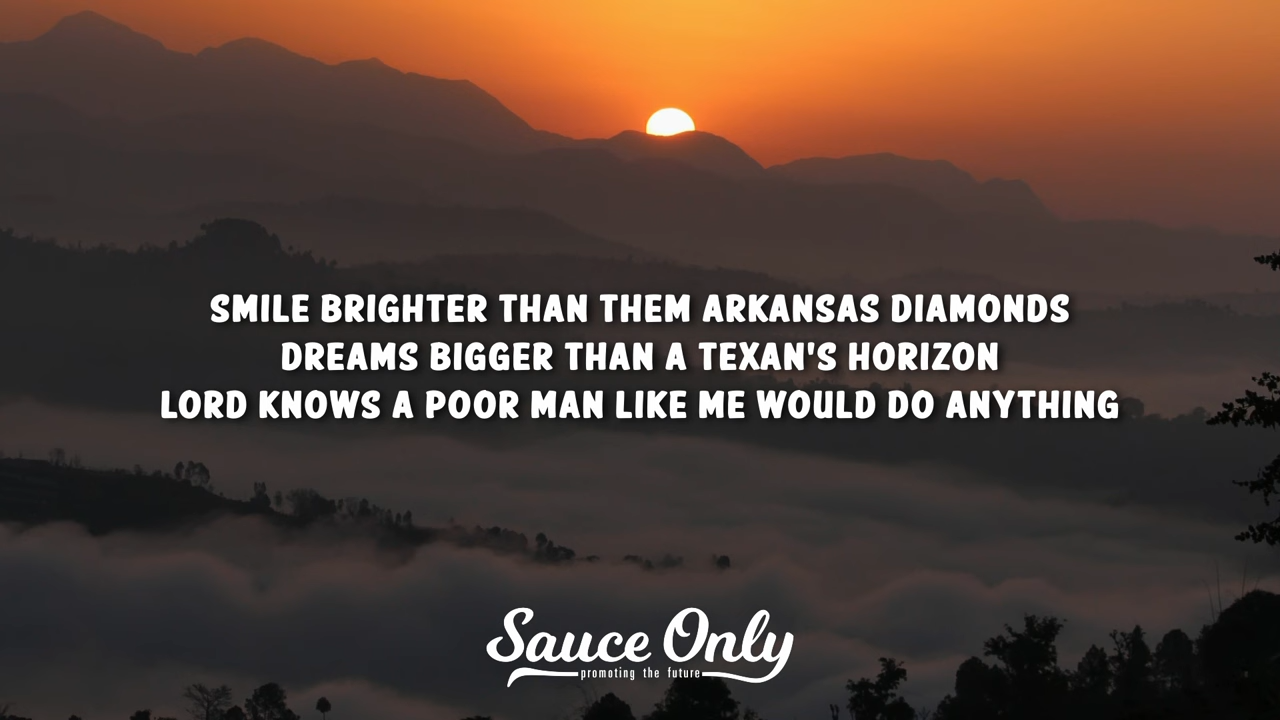 SMILE BRIGHTER THAN THEM ARKANSAS DIAMONDS
DREAMS BIGGER THAN A TEXAN'S HORIZON
LORD KNOWS A POOR MAN LIKE ME WOULD DO ANYTHING
Sauce Only
promoting the future